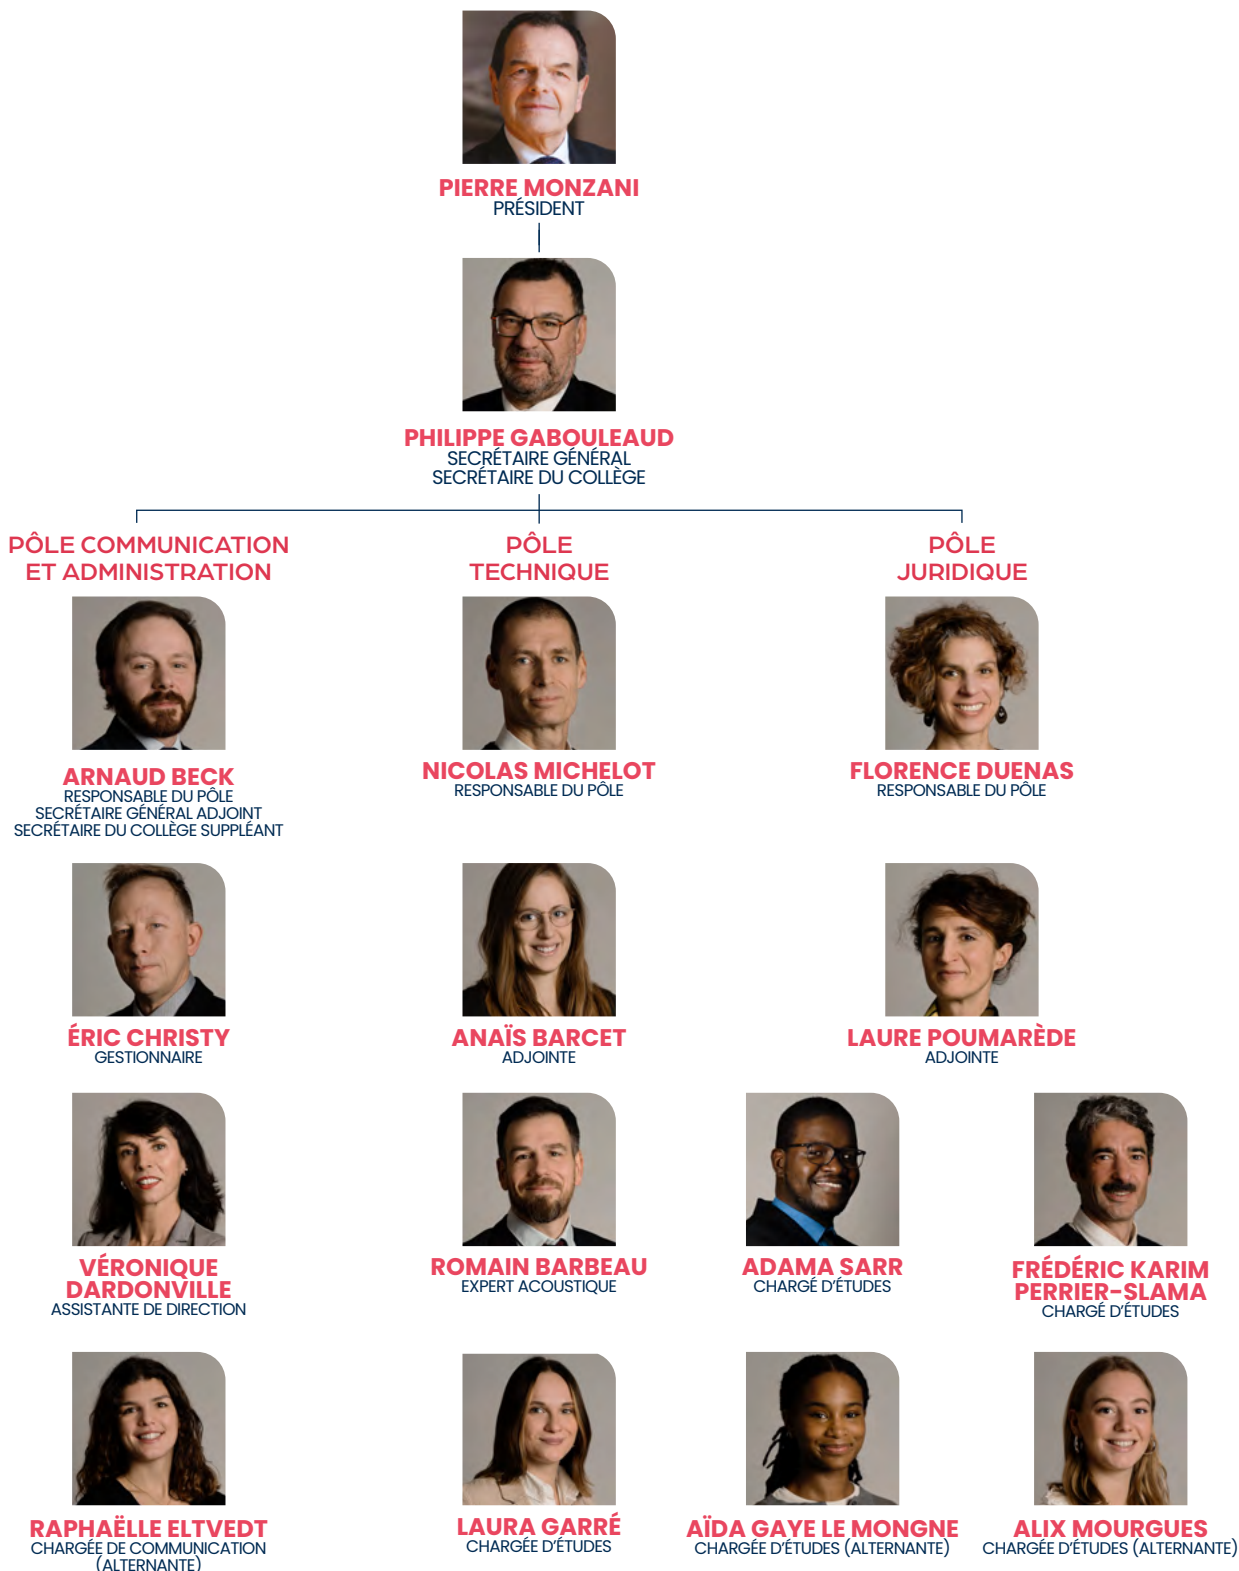 PIERRE MONZANI
PRÉSIDENT
PHILIPPE GABOULEAUD
SECRÉTAIRE GÉNÉRAL
SECRÉTAIRE DU COLLÈGE
PÔLE COMMUNICATION
ET ADMINISTRATION
ARNAUD BECK
RESPONSABLE DU PÔLE
SECRÉTAIRE GÉNÉRAL ADJOINT
SECRÉTAIRE DU COLLÈGE SUPPLÉANT
ÉRIC CHRISTY
GESTIONNAIRE
VÉRONIQUE
DARDONVILLE
ASSISTANTE DE DIRECTION
RAPHAËLLE ELTVEDT
CHARGÉE DE COMMUNICATION
(ALTERNANTE)
PÔLE
TECHNIQUE
NICOLAS MICHELOT
RESPONSABLE DU PÔLE
ANAÏS BARCET
ADJOINTE
ROMAIN BARBEAU
EXPERT ACOUSTIQUE
LAURA GARRÉ
CHARGÉE D'ÉTUDES
PÔLE
JURIDIQUE
FLORENCE DUENAS
RESPONSABLE DU PÔLE
LAURE POUMARÈDE
ADJOINTE
ADAMA SARR
CHARGÉ D'ÉTUDES
FRÉDÉRIC KARIM
PERRIER-SLAMA
CHARGÉ D'ÉTUDES
AÏDA GAYE LE MONGNE
CHARGÉE D'ÉTUDES (ALTERNANTE)
ALIX MOURGUES
CHARGÉE D'ÉTUDES (ALTERNANTE)